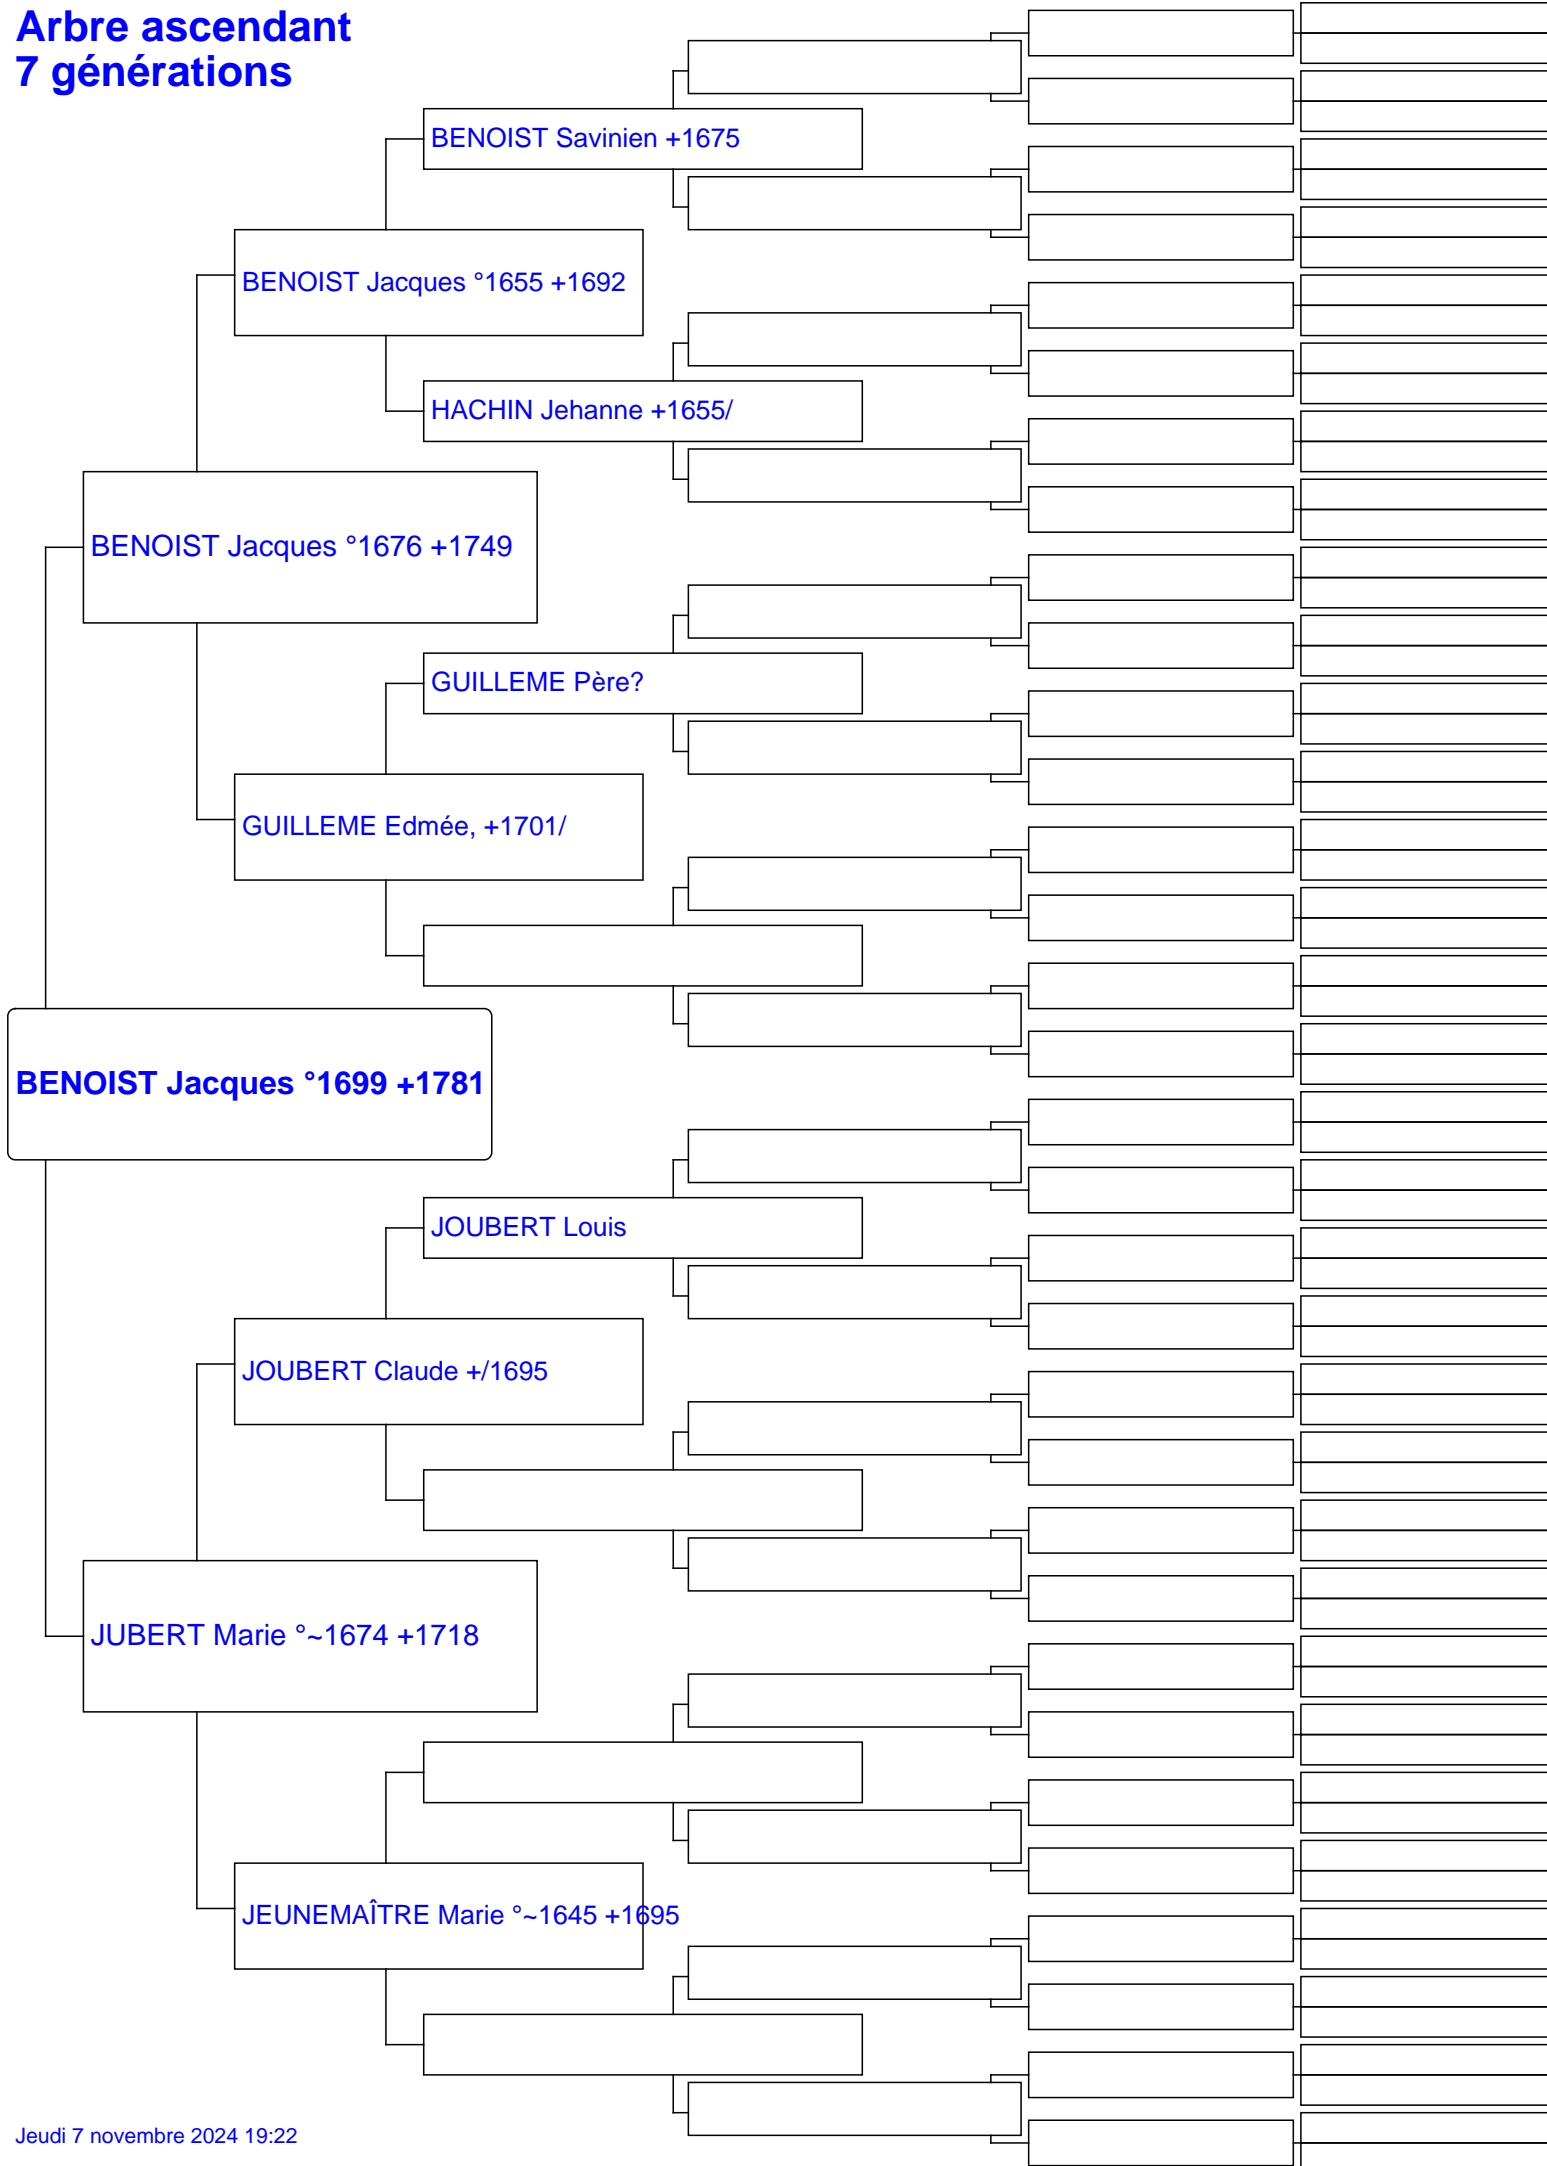 Arbre ascendant
7 générations
BENOIST Savinien +1675
BENOIST Jacques °1655 +1692
HACHIN Jehanne +1655/
BENOIST Jacques °1676 +1749
GUILLEME Père?
GUILLEME Edmée, +1701/
BENOIST Jacques °1699 +1781
JOUBERT Louis
JOUBERT Claude +/1695
JUBERT Marie °~1674 +1718
JEUNEMAÎTRE Marie °~1645 +1695
Jeudi 7 novembre 2024 19:22